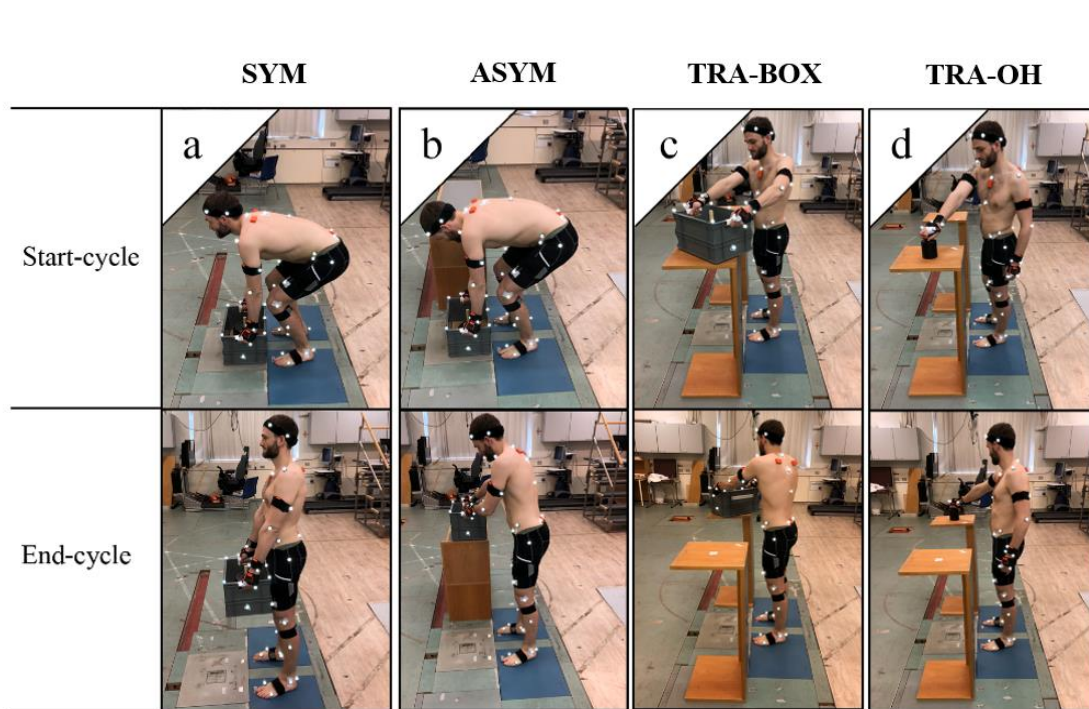 SYM
ASYM
TRA-BOX
TRA-OH
a
b
c
d
Start-cycle
End-cycle